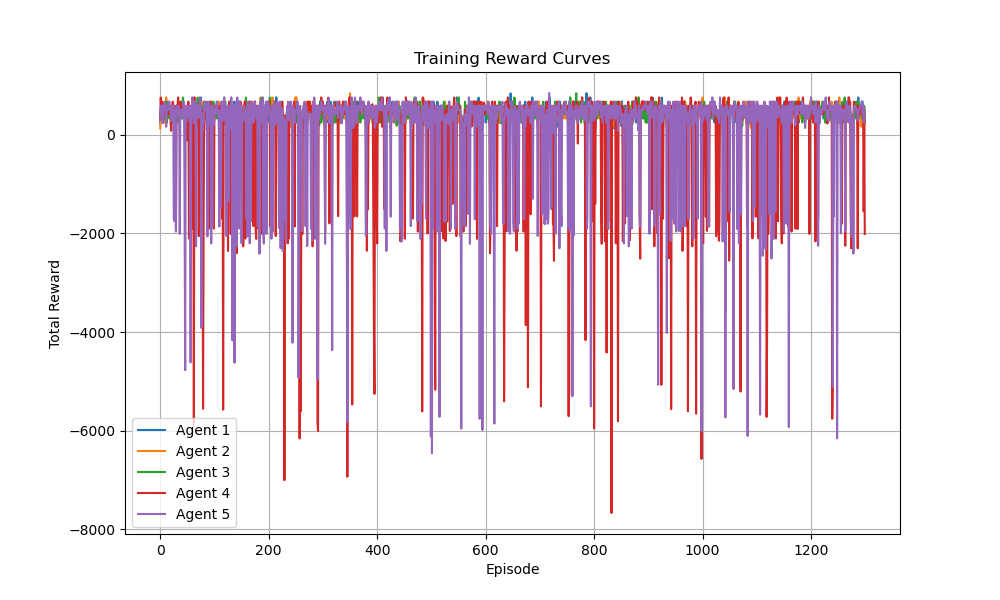 Training Reward Curves
0
−2000
−4000
−6000
−8000
Total Reward
Agent 1
Agent 2
Agent 3
Agent 4
Agent 5
0
200
400
600
800
1000
1200
Episode